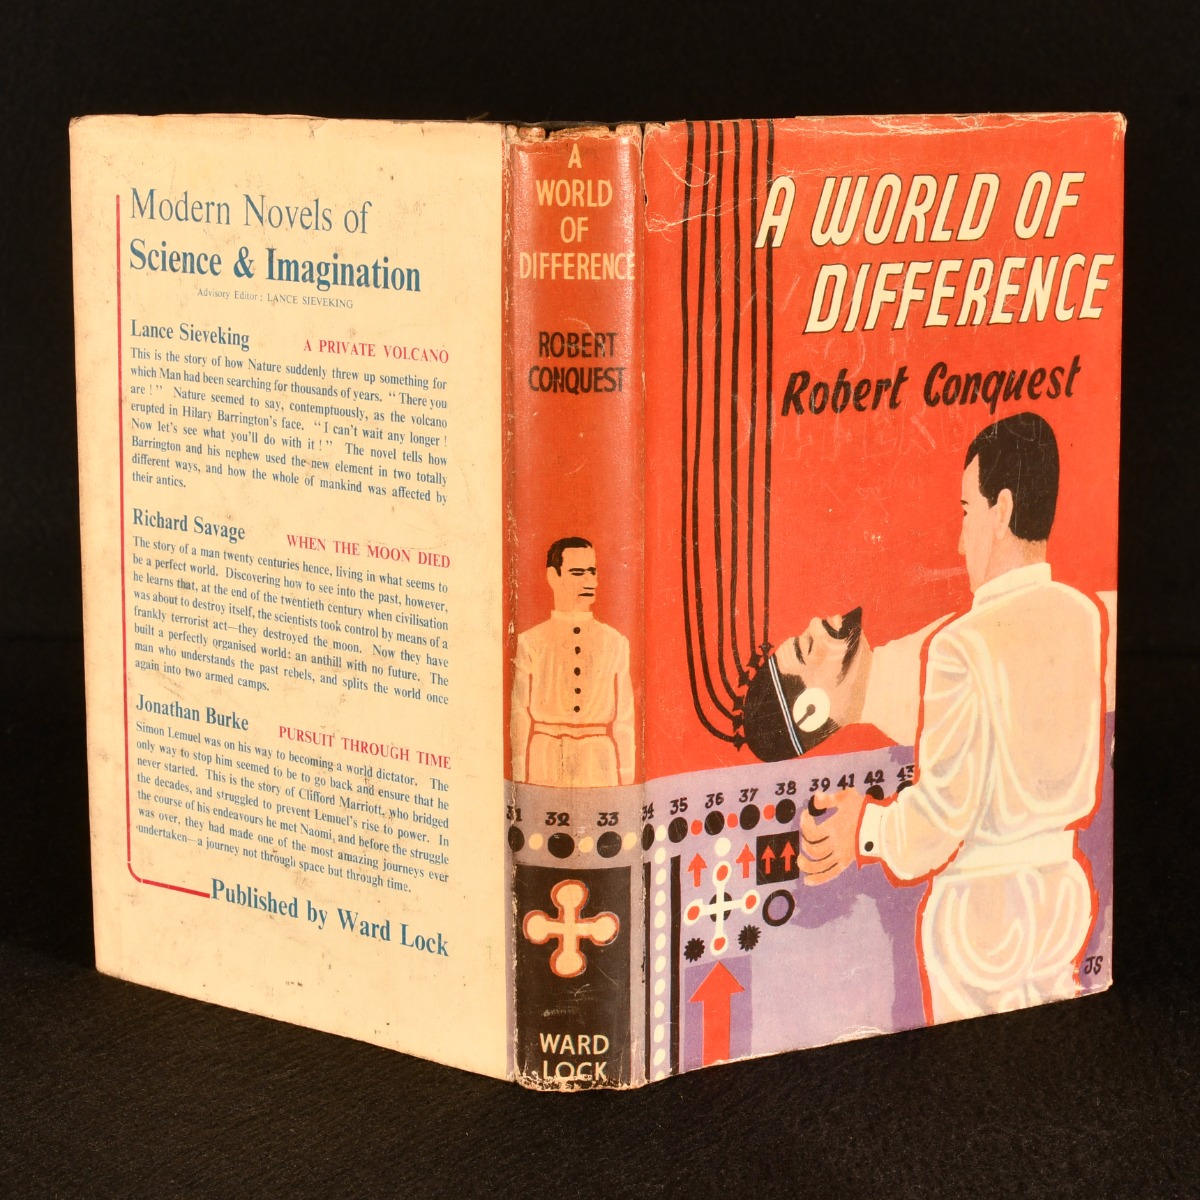 Modern Novels of
Science & Imagination
Advisory Editor : LANCE SIEVEKING
Lance Sieveking
A PRIVATE VOLCANO
This is the story of how Nature suddenly threw up something for
which Man had been searching for thousands of years. “There you
are !” Nature seemed to say, contemptuously, as the volcano
erupted in Hilary Barrington's face. “I can't wait any longer !
Now let's see what you'll do with it !” The novel tells how
Barrington and his nephew used the new element in two totally
different ways, and how the whole of mankind was affected by
their antics.
Richard Savage
WHEN THE MOON DIED
The story of a man twenty centuries hence, living in what seems to
be a perfect world. Discovering how to see into the past, however,
he learns that, at the end of the twentieth century when civilisation
was about to destroy itself, the scientists took control by means of a
frankly terrorist act—they destroyed the moon. Now they have
built a perfectly organised world: an anthill with no future. The
man who understands the past rebels, and splits the world once
again into two armed camps.
Jonathan Burke
PURSUIT THROUGH TIME
Simon Lemuel was on his way to becoming a world dictator. The
only way to stop him seemed to be to go back and ensure that he
never started. This is the story of Clifford Marriott, who bridged
the decades, and struggled to prevent Lemuel's rise to power. In
the course of his endeavours he met Naomi, and before the struggle
was over, they had made one of the most amazing journeys ever
undertaken—a journey not through space but through time.
Published by Ward Lock
A
WORLD
OF
DIFFERENCE
ROBERT
CONQUEST
31 32 33
WARD
LOCK
A WORLD OF
DIFFERENCE
Robert Conquest
34 35 36 37 38 39 41 42 43
JS